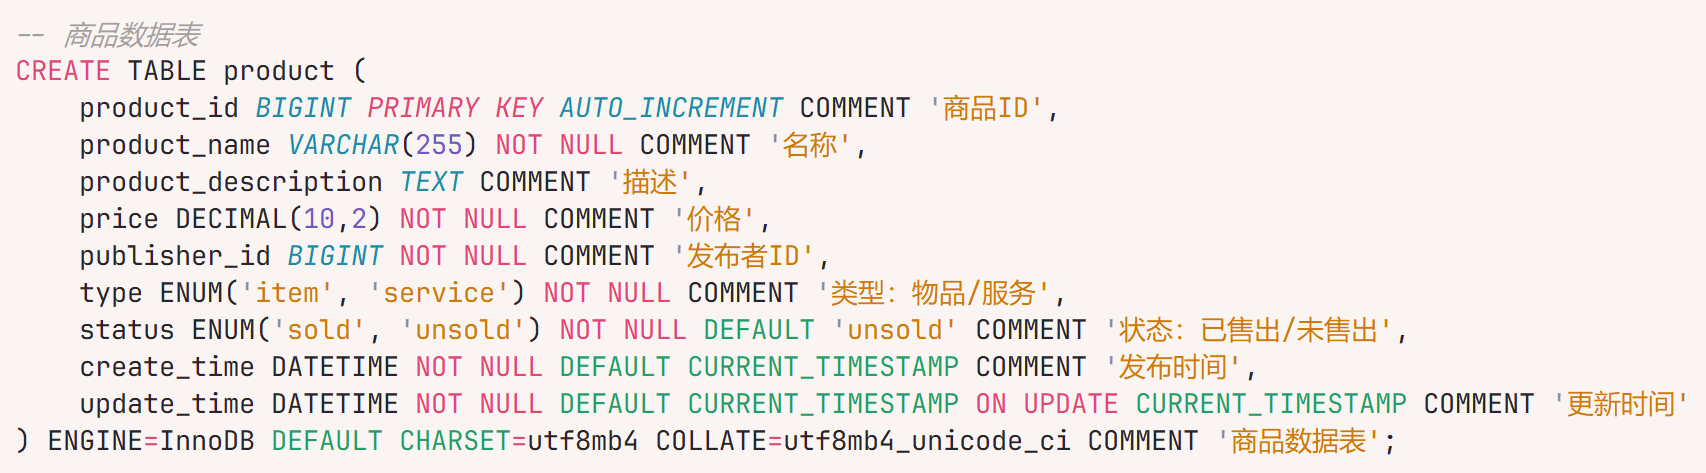 -- 商品数据表
CREATE TABLE product (
    product_id BIGINT PRIMARY KEY AUTO_INCREMENT COMMENT '商品ID',
    product_name VARCHAR(255) NOT NULL COMMENT '名称',
    product_description TEXT COMMENT '描述',
    price DECIMAL(10,2) NOT NULL COMMENT '价格',
    publisher_id BIGINT NOT NULL COMMENT '发布者ID',
    type ENUM('item', 'service') NOT NULL COMMENT '类型：物品/服务',
    status ENUM('sold', 'unsold') NOT NULL DEFAULT 'unsold' COMMENT '状态：已售出/未售出',
    create_time DATETIME NOT NULL DEFAULT CURRENT_TIMESTAMP COMMENT '发布时间',
    update_time DATETIME NOT NULL DEFAULT CURRENT_TIMESTAMP ON UPDATE CURRENT_TIMESTAMP COMMENT '更新时间'
) ENGINE=InnoDB DEFAULT CHARSET=utf8mb4 COLLATE=utf8mb4_unicode_ci COMMENT '商品数据表';